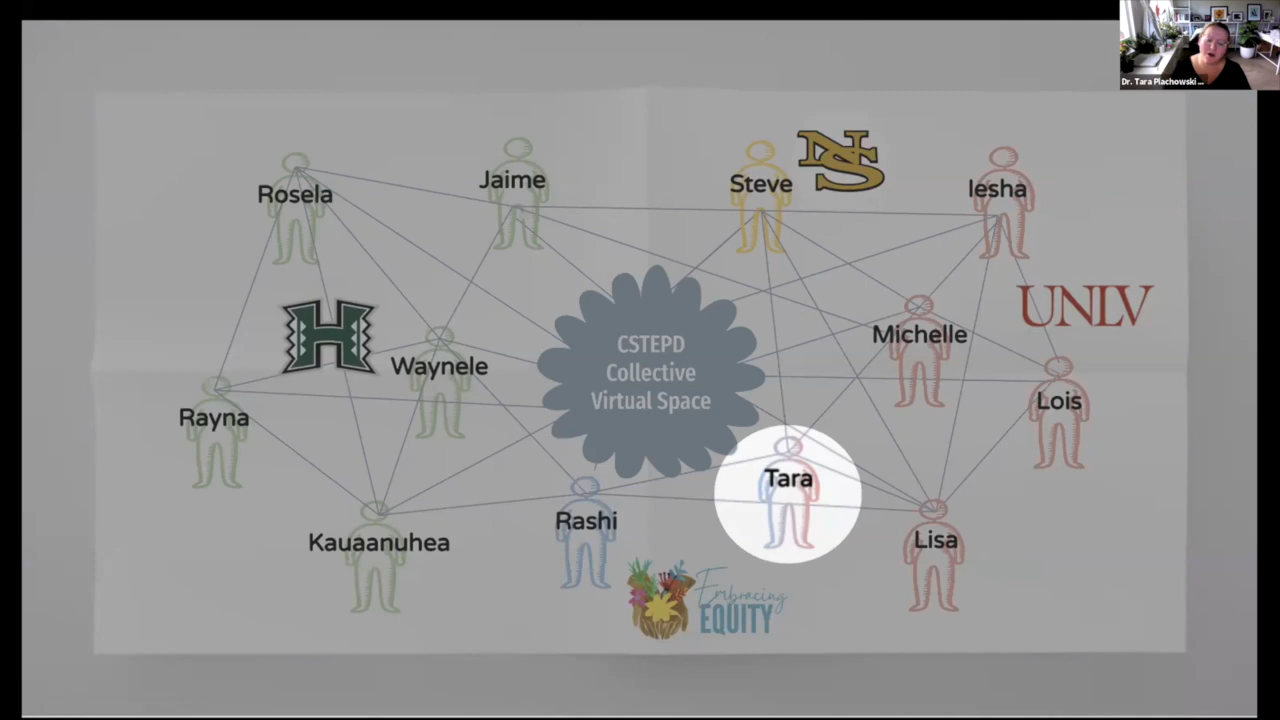 Dr. Tara Plachowski ...
Rosela
Jaime
Steve
NS
Iesha
H
UNLV
Waynele
CSTEPD
Collective
Virtual Space
Michelle
Rayna
Lois
Tara
Kauaanuhea
Rashi
Lisa
Embracing
EQUITY